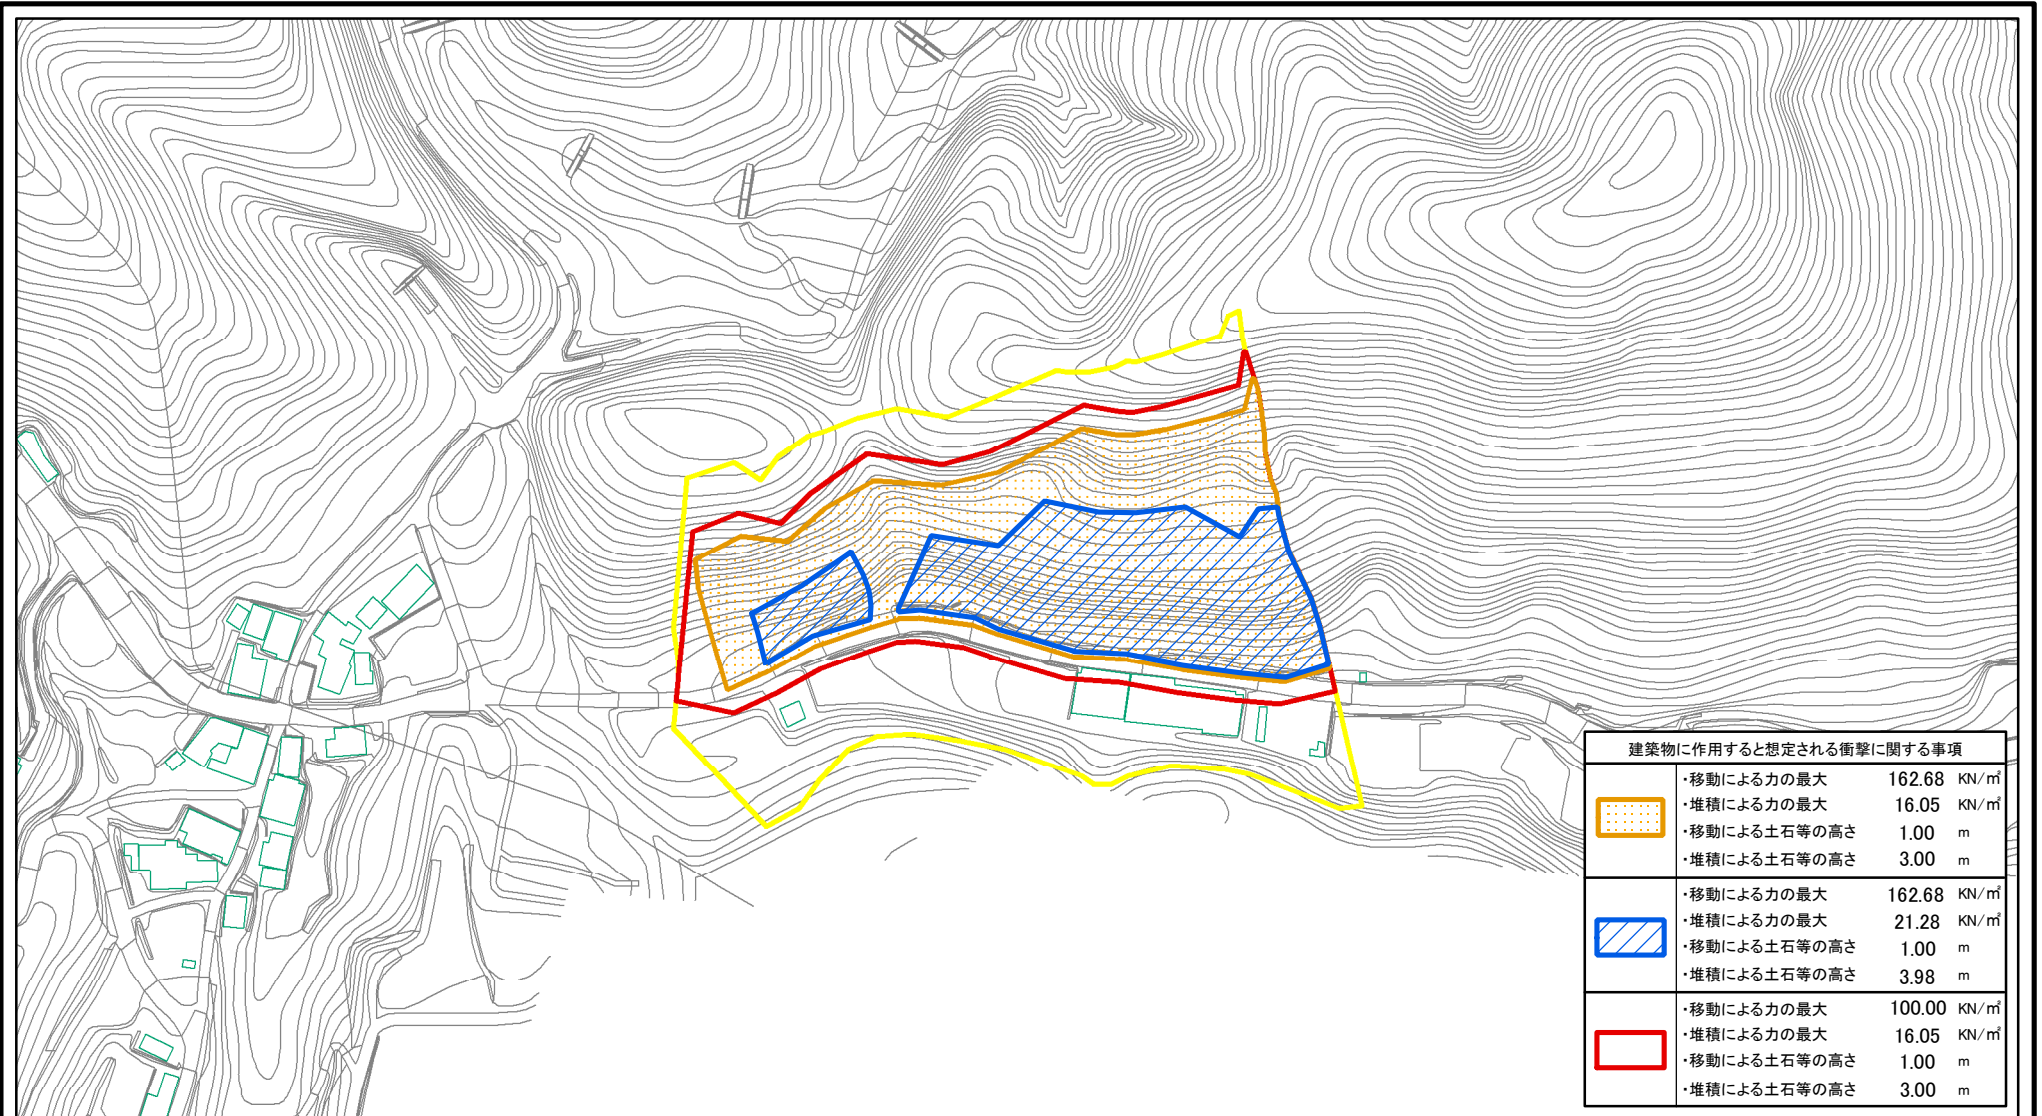 建築物に作用すると想定される衝撃に関する事項
・移動による力の最大 162.68 KN/㎡
・堆積による力の最大 16.05 KN/㎡
・移動による土石等の高さ 1.00 m
・堆積による土石等の高さ 3.00 m
・移動による力の最大 162.68 KN/㎡
・堆積による力の最大 21.28 KN/㎡
・移動による土石等の高さ 1.00 m
・堆積による土石等の高さ 3.98 m
・移動による力の最大 100.00 KN/㎡
・堆積による力の最大 16.05 KN/㎡
・移動による土石等の高さ 1.00 m
・堆積による土石等の高さ 3.00 m